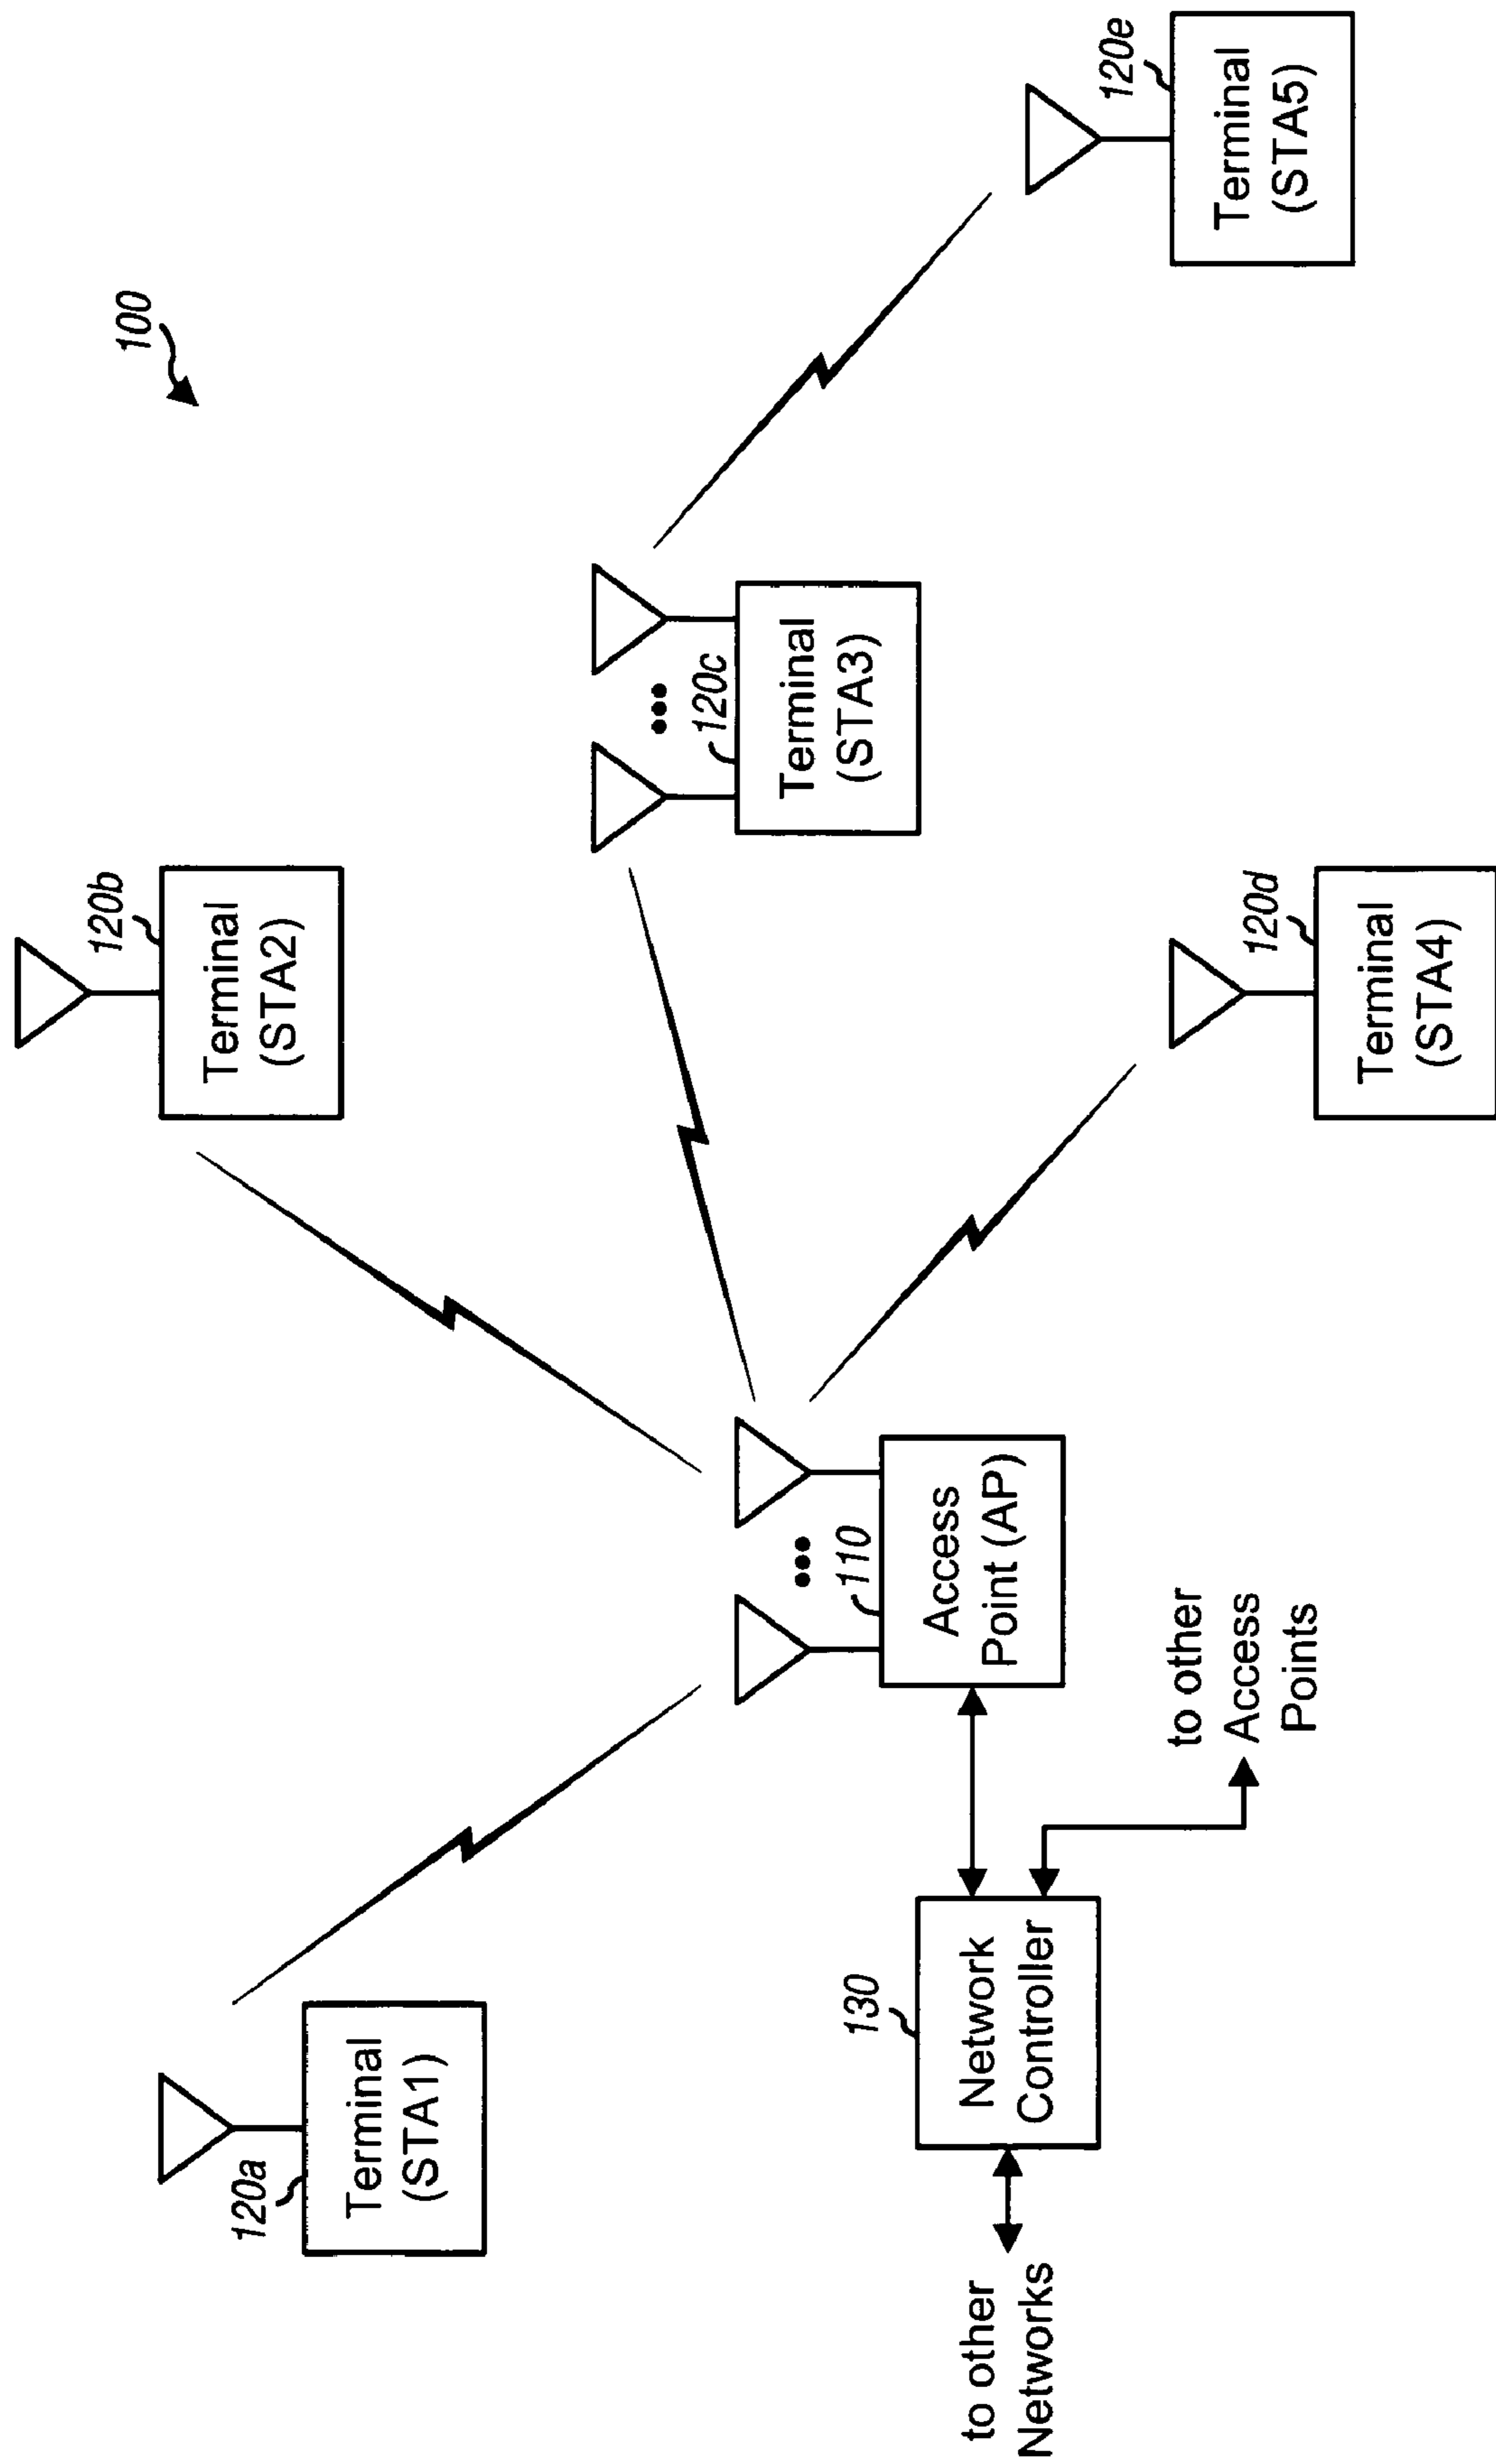 100
120b
Terminal
(STA2)
120a
Terminal
(STA1)
120c
Terminal
(STA3)
120e
Terminal
(STA5)
110
Access
Point (AP)
130
Network
Controller
to other
Networks
to other
Access
Points
120d
Terminal
(STA4)